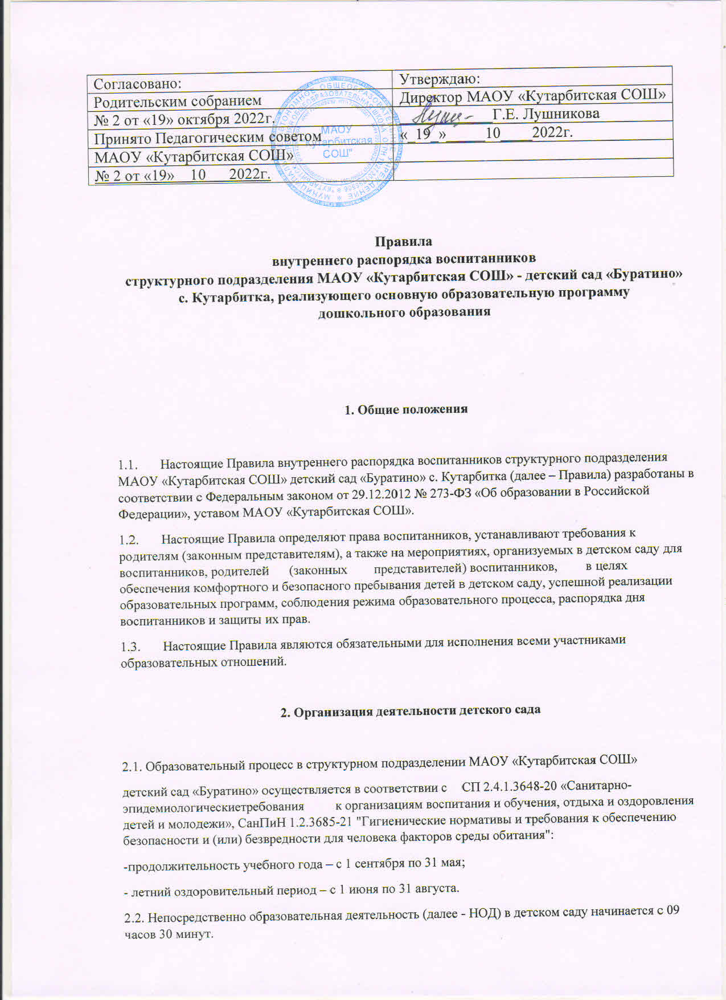 Согласовано:
Утверждаю:
Родительским собранием
Директор МАОУ «Кутарбитская СОШ»
№ 2 от «19» октября 2022г.
____________Г.Е. Лушникова
Принято Педагогическим советом
«_19_»_____10____2022г.
МАОУ «Кутарбитская СОШ»
№ 2 от «19»__10___2022г.
МАОУ
"Кутарбитская
СОШ"
Правила
внутреннего распорядка воспитанников
структурного подразделения МАОУ «Кутарбитская СОШ» - детский сад «Буратино»
с. Кутарбитка, реализующего основную образовательную программу
дошкольного образования
1. Общие положения
1.1. Настоящие Правила внутреннего распорядка воспитанников структурного подразделения
МАОУ «Кутарбитская СОШ» детский сад «Буратино» с. Кутарбитка (далее – Правила) разработаны в
соответствии с Федеральным законом от 29.12.2012 № 273-ФЗ «Об образовании в Российской
Федерации», уставом МАОУ «Кутарбитская СОШ».
1.2. Настоящие Правила определяют права воспитанников, устанавливают требования к
родителям (законным представителям), а также на мероприятиях, организуемых в детском саду для
воспитанников, родителей (законных представителей) воспитанников, в целях
обеспечения комфортного и безопасного пребывания детей в детском саду, успешной реализации
образовательных программ, соблюдения режима образовательного процесса, распорядка дня
воспитанников и защиты их прав.
1.3. Настоящие Правила являются обязательными для исполнения всеми участниками
образовательных отношений.
2. Организация деятельности детского сада
2.1. Образовательный процесс в структурном подразделении МАОУ «Кутарбитская СОШ»
детский сад «Буратино» осуществляется в соответствии с СП 2.4.1.3648-20 «Санитарно-
эпидемиологическиетребования к организациям воспитания и обучения, отдыха и оздоровления
детей и молодежи», СанПиН 1.2.3685-21 "Гигиенические нормативы и требования к обеспечению
безопасности и (или) безвредности для человека факторов среды обитания":
-продолжительность учебного года – с 1 сентября по 31 мая;
- летний оздоровительный период – с 1 июня по 31 августа.
2.2. Непосредственно образовательная деятельность (далее - НОД) в детском саду начинается с 09
часов 30 минут.